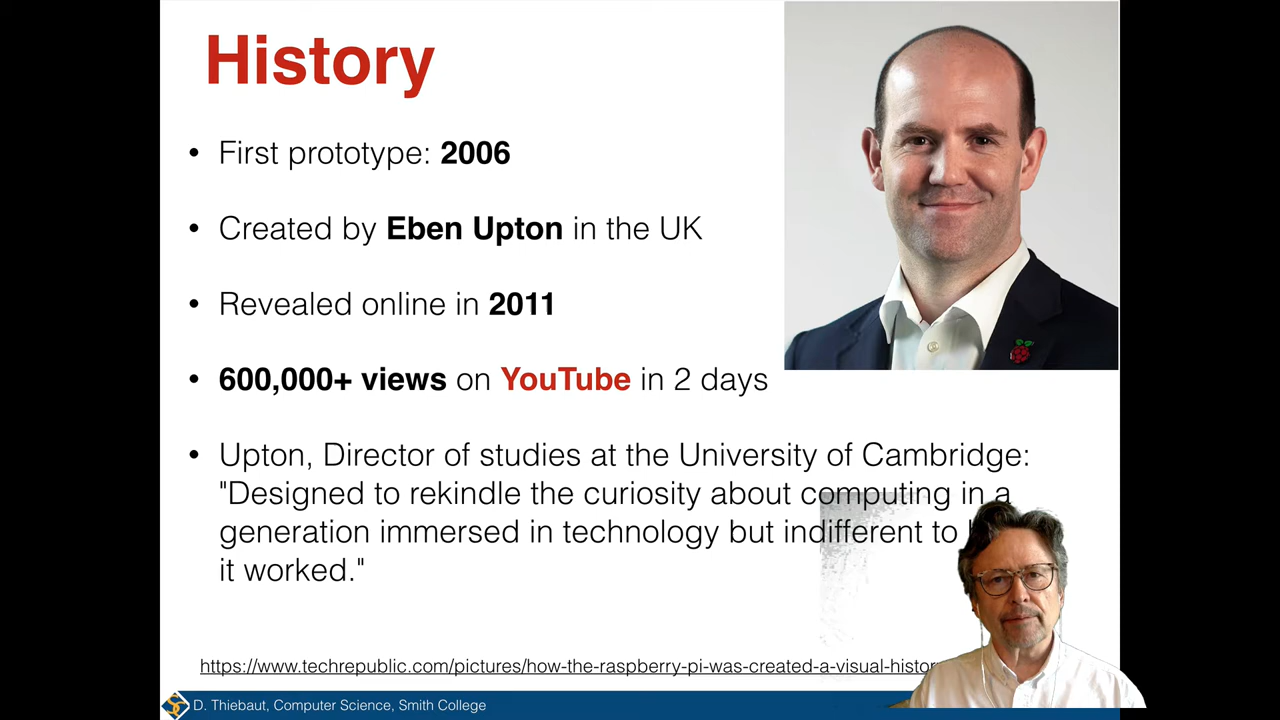 History
• First prototype: 2006
• Created by Eben Upton in the UK
• Revealed online in 2011
• 600,000+ views on YouTube in 2 days
• Upton, Director of studies at the University of Cambridge:
"Designed to rekindle the curiosity about computing in a
generation immersed in technology but indifferent to
it worked."
https://www.techrepublic.com/pictures/how-the-raspberry-pi-was-created-a-visual-histor
D. Thiebaut, Computer Science, Smith College